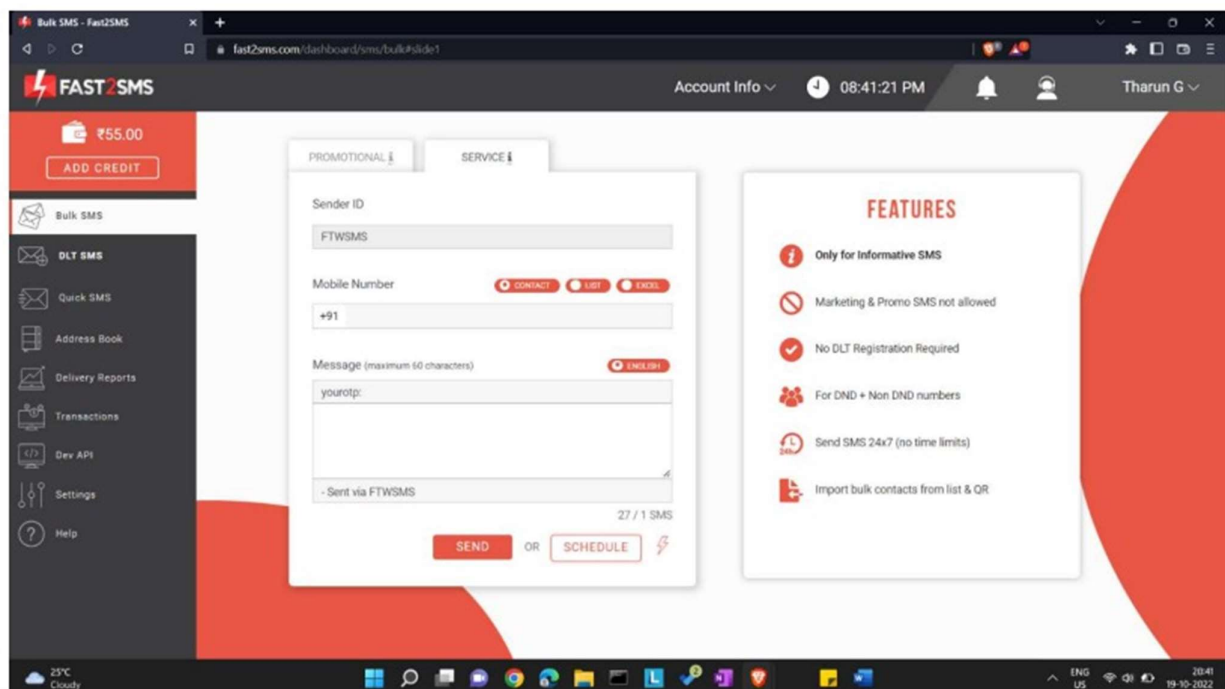 Bulk SMS - Fast2SMS
fast2sms.com/dashboard/sms/bulk#slide1
FAST2SMS
Account Info
08:41:21 PM
Tharun G
₹55.00
ADD CREDIT
Bulk SMS
DLT SMS
Quick SMS
Address Book
Delivery Reports
Transactions
Dev API
Settings
Help
PROMOTIONAL
SERVICE
Sender ID
FTWSMS
Mobile Number
CONTACT LIST EXCEL
+91
Message (maximum 60 characters)
ENGLISH
yourotp:
- Sent via FTWSMS
27 / 1 SMS
SEND OR SCHEDULE
FEATURES
Only for Informative SMS
Marketing & Promo SMS not allowed
No DLT Registration Required
For DND + Non DND numbers
24h
Send SMS 24x7 (no time limits)
Import bulk contacts from list & QR
25°C
Cloudy
ENG
US
20:41
19-10-2022